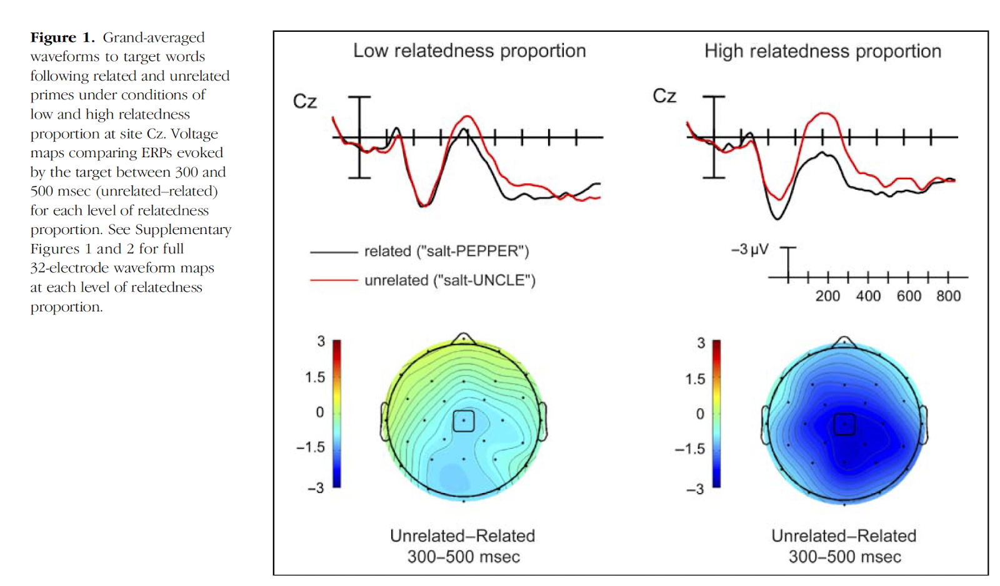 Figure 1. Grand-averaged
waveforms to target words
following related and unrelated
primes under conditions of
low and high relatedness
proportion at site Cz. Voltage
maps comparing ERPs evoked
by the target between 300 and
500 msec (unrelated–related)
for each level of relatedness
proportion. See Supplementary
Figures 1 and 2 for full
32-electrode waveform maps
at each level of relatedness
proportion.
Low relatedness proportion
High relatedness proportion
Cz
Cz
related ("salt-PEPPER")
unrelated ("salt-UNCLE")
–3 µV
200 400 600 800
3
1.5
0
–1.5
–3
3
1.5
0
–1.5
–3
Unrelated–Related
300–500 msec
Unrelated–Related
300–500 msec